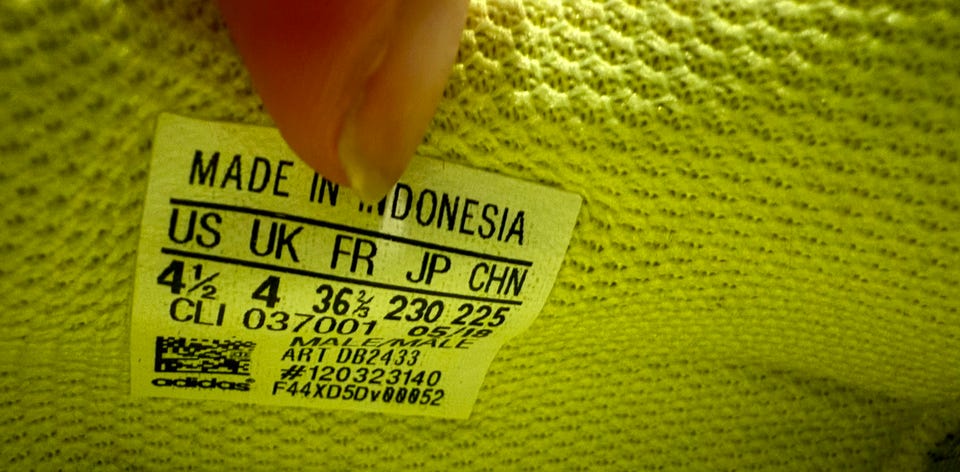 MADE IN INDONESIA
US UK FR JP CHN
4½ 4 36⅔ 230 225
CLI 037001 05/18
MALE/MALE
ART DB2433
#120323140
adidas F44XD5Dv00052